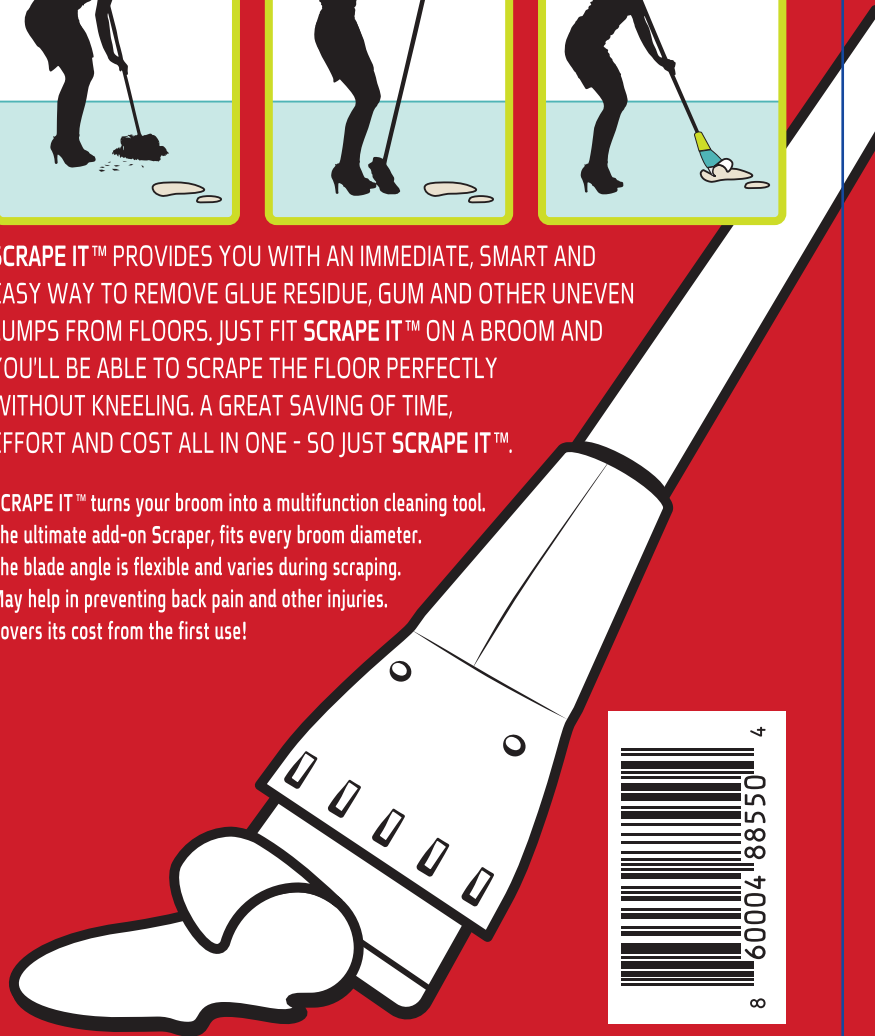 SCRAPE IT™ PROVIDES YOU WITH AN IMMEDIATE, SMART AND
EASY WAY TO REMOVE GLUE RESIDUE, GUM AND OTHER UNEVEN
LUMPS FROM FLOORS. JUST FIT SCRAPE IT™ ON A BROOM AND
YOU'LL BE ABLE TO SCRAPE THE FLOOR PERFECTLY
WITHOUT KNEELING. A GREAT SAVING OF TIME,
EFFORT AND COST ALL IN ONE - SO JUST SCRAPE IT™.
CRAPE IT™ turns your broom into a multifunction cleaning tool.
he ultimate add-on Scraper, fits every broom diameter.
he blade angle is flexible and varies during scraping.
May help in preventing back pain and other injuries.
overs its cost from the first use!
8 60004 88550 4